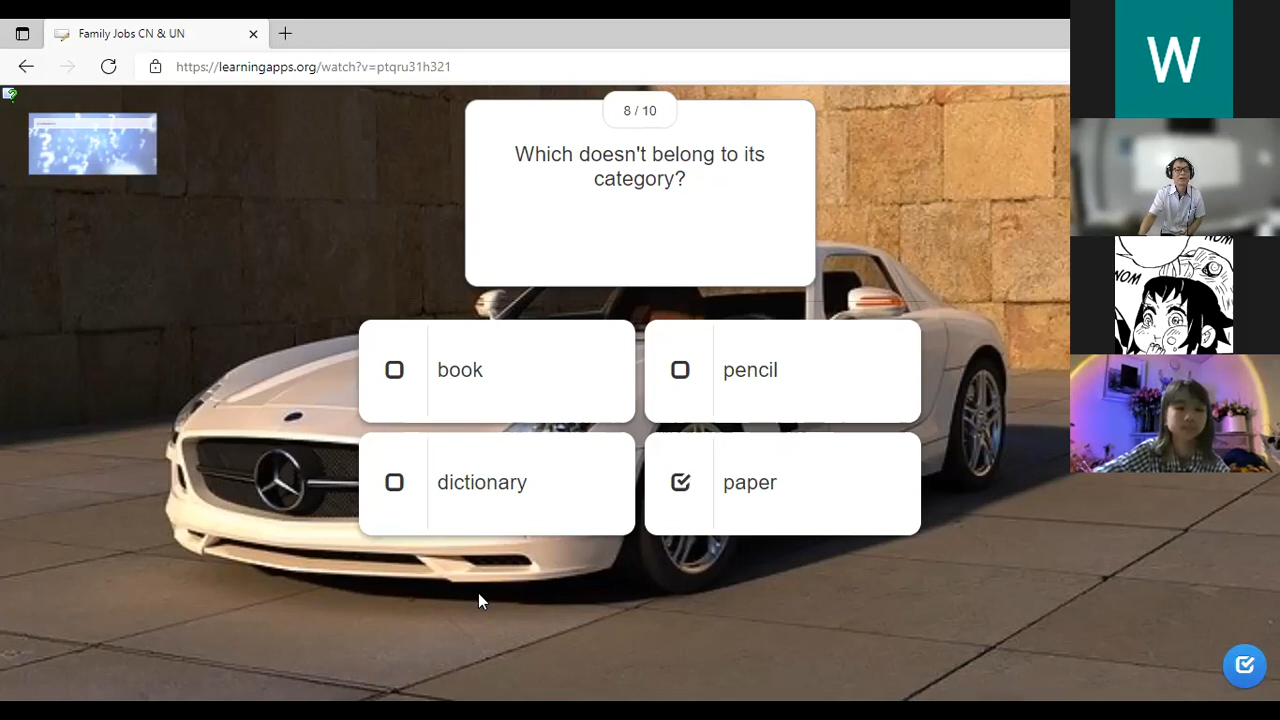 Family Jobs CN & UN
https://learningapps.org/watch?v=ptqru31h321
8 / 10
Which doesn't belong to its
category?
book
pencil
dictionary
paper
W
NOM
NOM